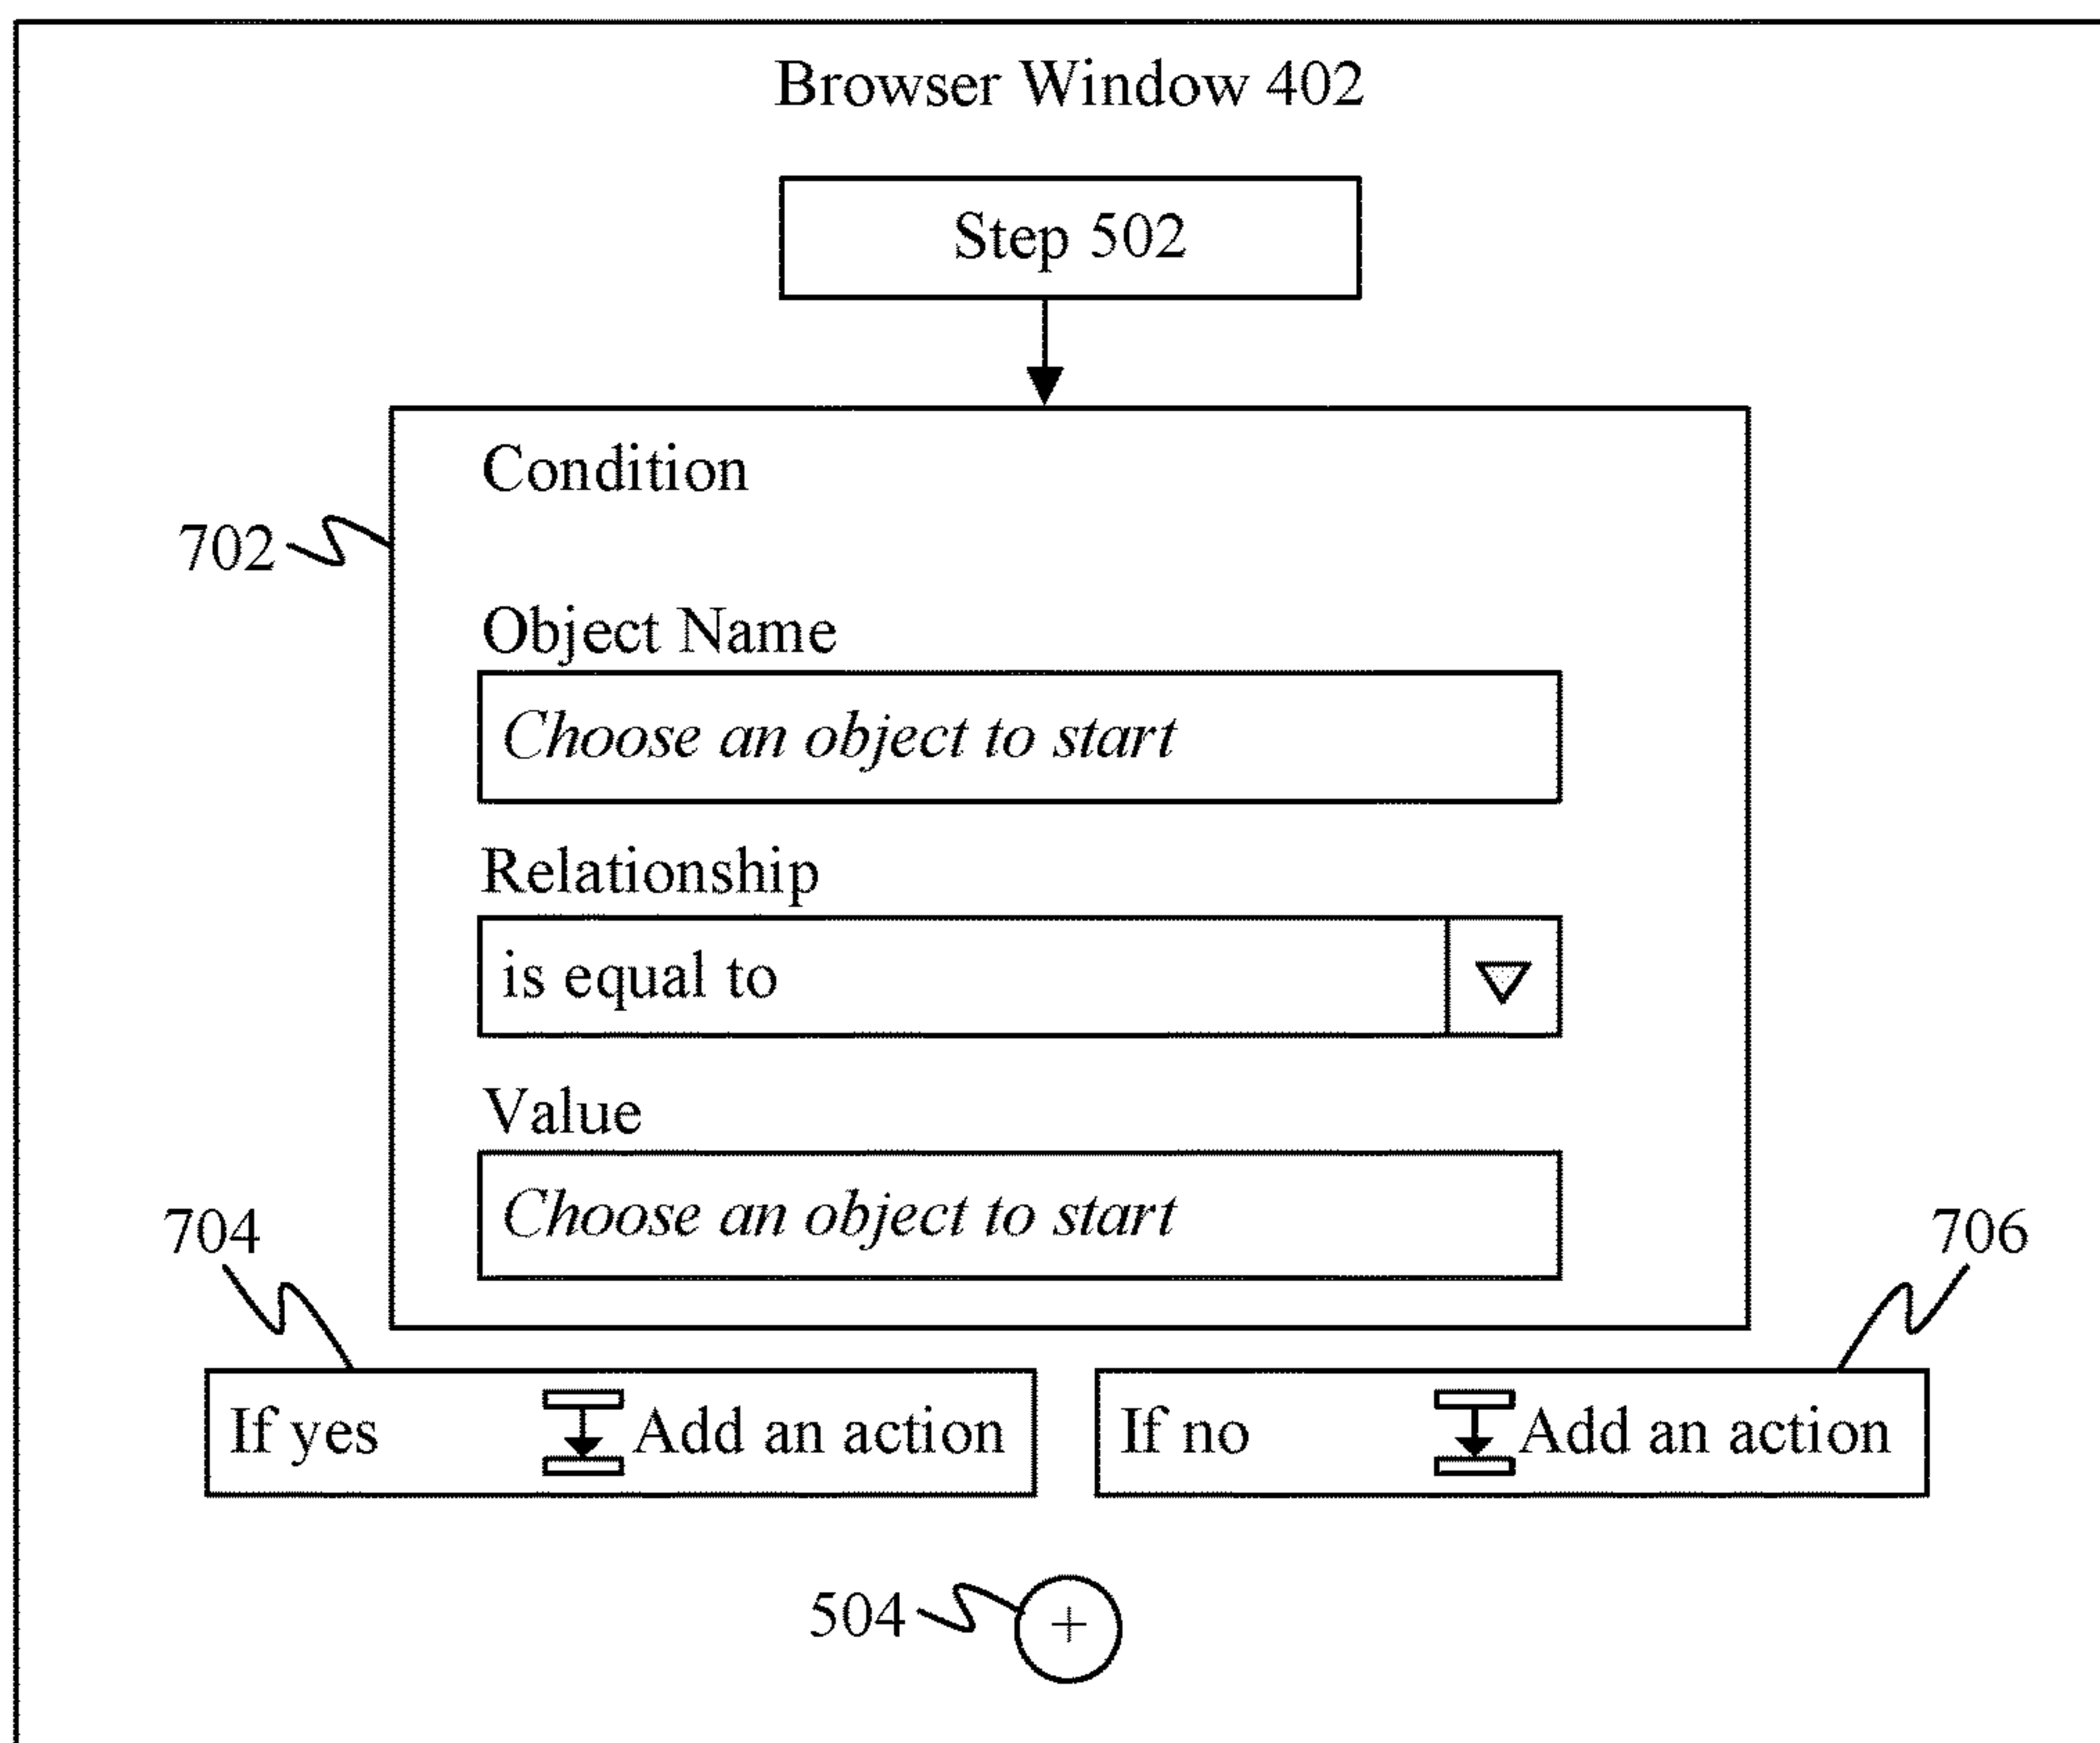 Browser Window 402
Step 502
Condition
702
Object Name
Choose an object to start
Relationship
is equal to
Value
Choose an object to start
704
706
If yes Add an action
If no Add an action
504
+